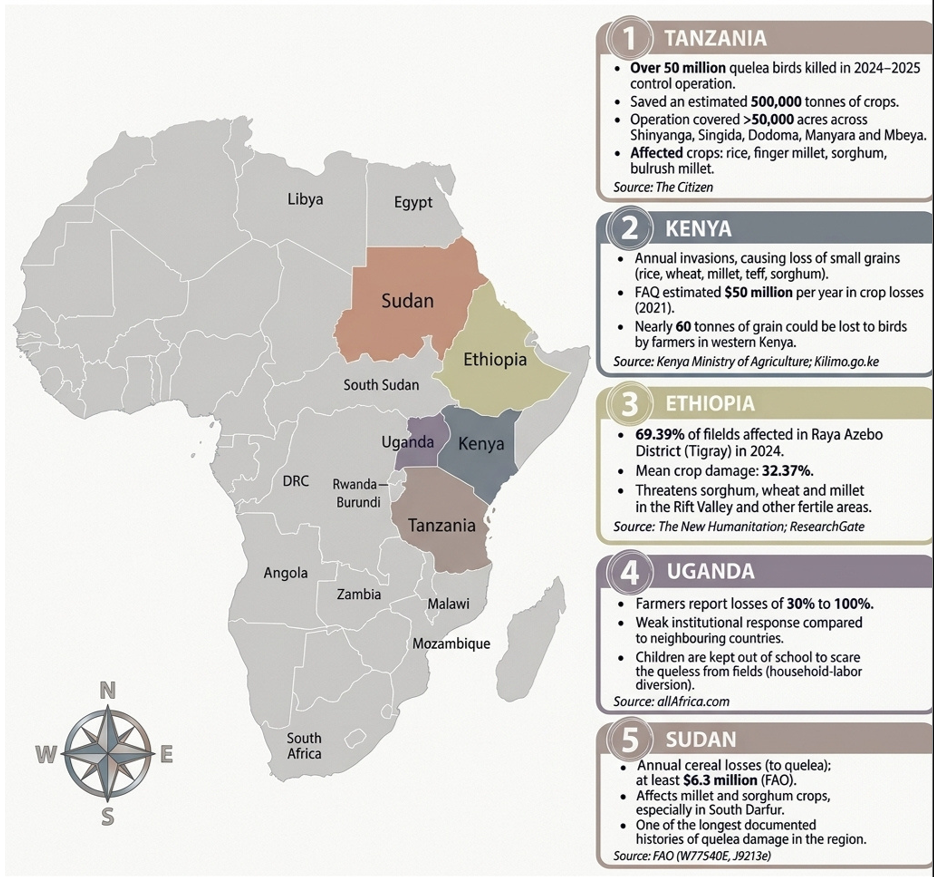 Libya
Egypt
Sudan
Ethiopia
South Sudan
Uganda
Kenya
DRC
Rwanda
Burundi
Tanzania
Angola
Zambia
Malawi
Mozambique
South
Africa
N
W
E
S
1 TANZANIA
• Over 50 million quelea birds killed in 2024–2025
control operation.
• Saved an estimated 500,000 tonnes of crops.
• Operation covered >50,000 acres across
Shinyanga, Singida, Dodoma, Manyara and Mbeya.
• Affected crops: rice, finger millet, sorghum,
bulrush millet.
Source: The Citizen
2 KENYA
• Annual invasions, causing loss of small grains
(rice, wheat, millet, teff, sorghum).
• FAQ estimated $50 million per year in crop losses
(2021).
• Nearly 60 tonnes of grain could be lost to birds
by farmers in western Kenya.
Source: Kenya Ministry of Agriculture; Kilimo.go.ke
3 ETHIOPIA
• 69.39% of filelds affected in Raya Azebo
District (Tigray) in 2024.
• Mean crop damage: 32.37%.
• Threatens sorghum, wheat and millet
in the Rift Valley and other fertile areas.
Source: The New Humanitation; ResearchGate
4 UGANDA
• Farmers report losses of 30% to 100%.
• Weak institutional response compared
to neighbouring countries.
• Children are kept out of school to scare
the queless from fields (household-labor
diversion).
Source: allAfrica.com
5 SUDAN
• Annual cereal losses (to quelea);
at least $6.3 million (FAO).
• Affects millet and sorghum crops,
especially in South Darfur.
• One of the longest documented
histories of quelea damage in the region.
Source: FAO (W77540E, J9213e)